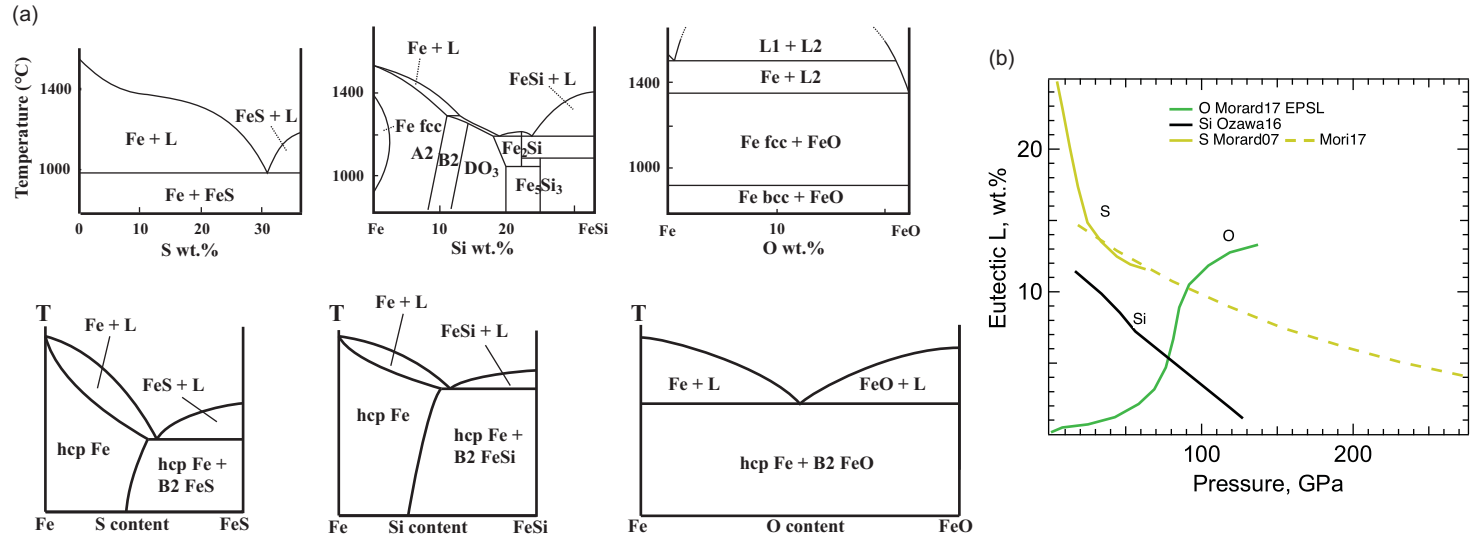 (a)
Temperature (°C)
1400
1000
Fe + L
FeS + L
Fe + FeS
0
10
20
30
S wt.%
Fe + L
FeSi + L
1400
1000
Fe fcc
A2
B2
DO3
Fe2Si
Fe5Si3
Fe
10
20
FeSi
Si wt.%
L1 + L2
Fe + L2
1400
1000
Fe fcc + FeO
Fe bcc + FeO
Fe
10
FeO
O wt.%
T
Fe + L
FeS + L
hcp Fe
hcp Fe +
B2 FeS
Fe
S content
FeS
T
Fe + L
FeSi + L
hcp Fe
hcp Fe +
B2 FeSi
Fe
Si content
FeSi
T
Fe + L
FeO + L
hcp Fe + B2 FeO
Fe
O content
FeO
(b)
Eutectic L, wt.%
20
10
O Morard17 EPSL
Si Ozawa16
S Morard07
Mori17
S
O
Si
100
200
Pressure, GPa